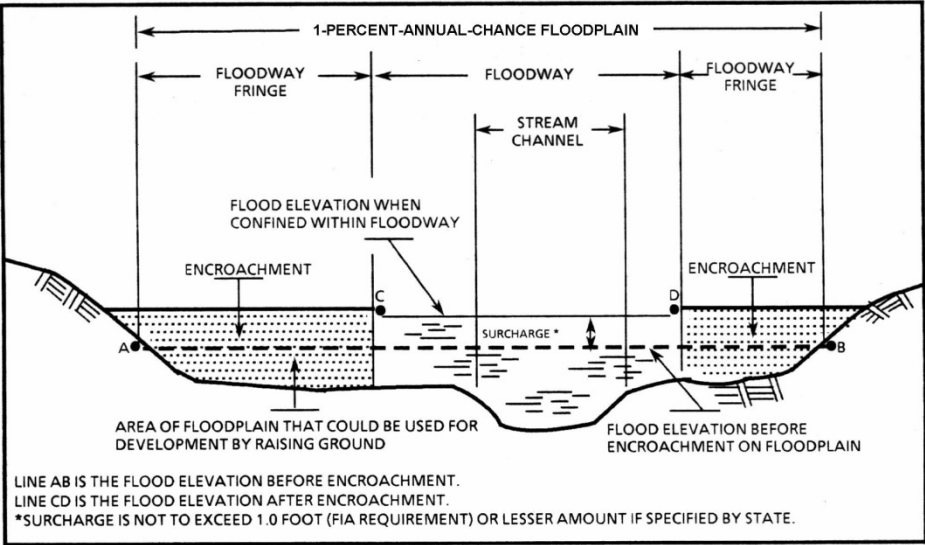 1-PERCENT-ANNUAL-CHANCE FLOODPLAIN
FLOODWAY
FRINGE
FLOODWAY
FLOODWAY
FRINGE
STREAM
CHANNEL
FLOOD ELEVATION WHEN
CONFINED WITHIN FLOODWAY
ENCROACHMENT
ENCROACHMENT
C
D
SURCHARGE *
A
B
AREA OF FLOODPLAIN THAT COULD BE USED FOR
DEVELOPMENT BY RAISING GROUND
FLOOD ELEVATION BEFORE
ENCROACHMENT ON FLOODPLAIN
LINE AB IS THE FLOOD ELEVATION BEFORE ENCROACHMENT.
LINE CD IS THE FLOOD ELEVATION AFTER ENCROACHMENT.
*SURCHARGE IS NOT TO EXCEED 1.0 FOOT (FIA REQUIREMENT) OR LESSER AMOUNT IF SPECIFIED BY STATE.